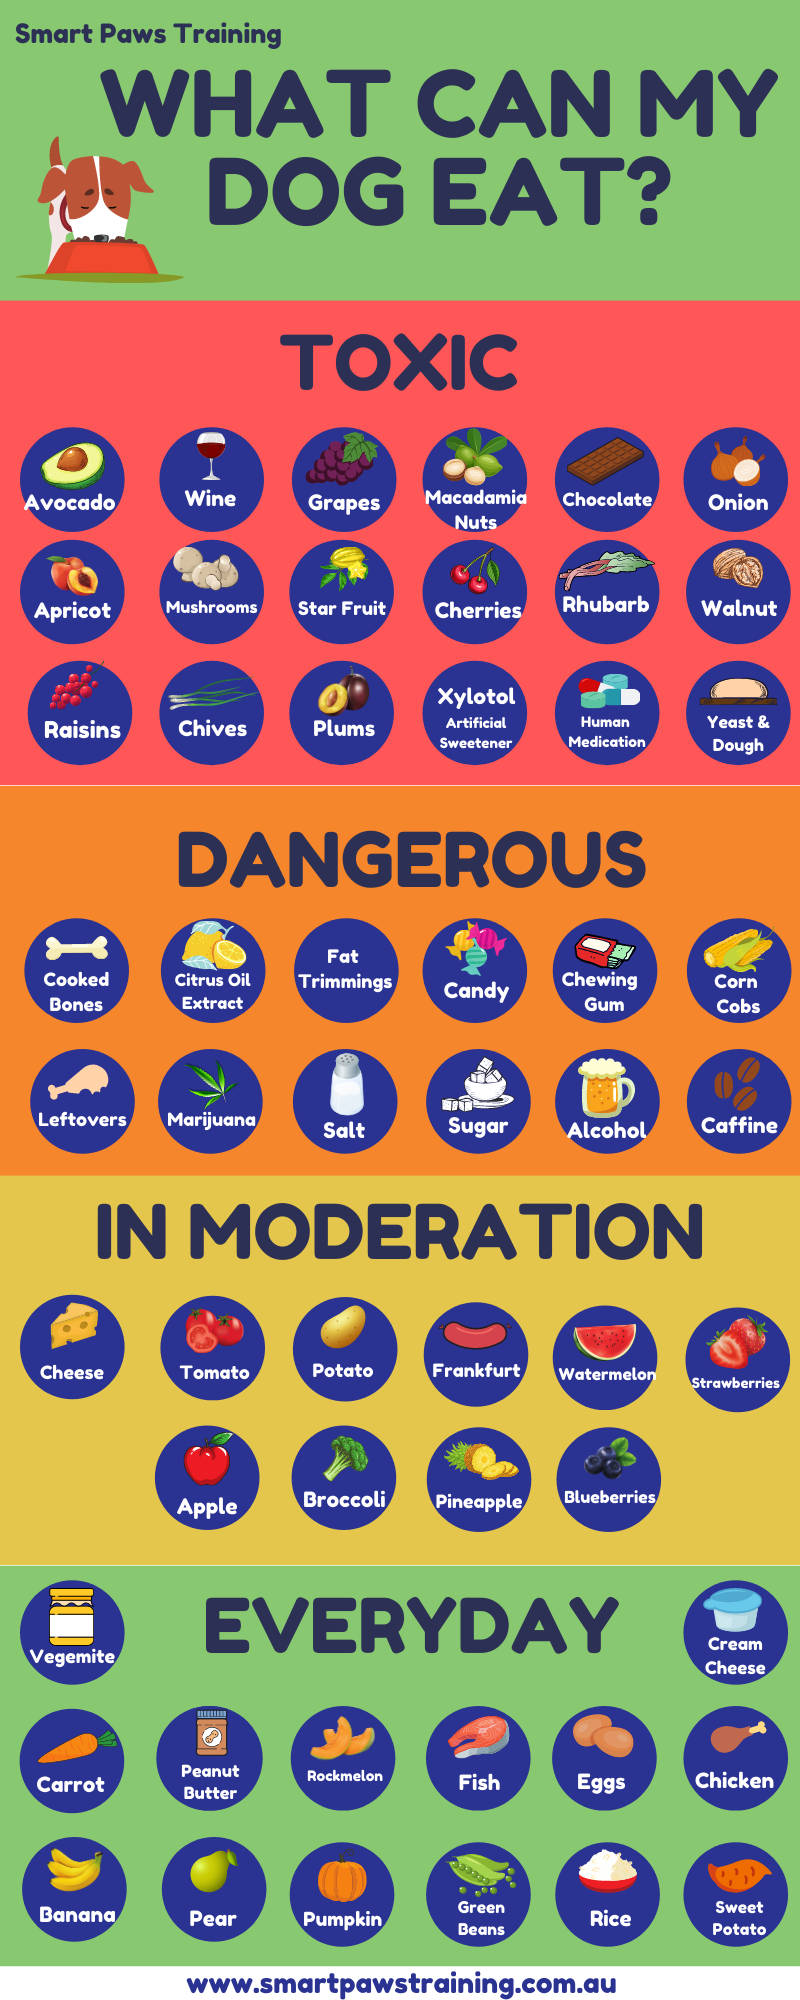 Smart Paws Training
WHAT CAN MY
DOG EAT?
TOXIC
Avocado
Wine
Grapes
Macadamia
Nuts
Chocolate
Onion
Apricot
Mushrooms
Star Fruit
Cherries
Rhubarb
Walnut
Raisins
Chives
Plums
Xylotol
Artificial
Sweetener
Human
Medication
Yeast &
Dough
DANGEROUS
Cooked
Bones
Citrus Oil
Extract
Fat
Trimmings
Candy
Chewing
Gum
Corn
Cobs
Leftovers
Marijuana
Salt
Sugar
Alcohol
Caffine
IN MODERATION
Cheese
Tomato
Potato
Frankfurt
Watermelon
Strawberries
Apple
Broccoli
Pineapple
Blueberries
EVERYDAY
Vegemite
Cream
Cheese
Carrot
Peanut
Butter
Rockmelon
Fish
Eggs
Chicken
Banana
Pear
Pumpkin
Green
Beans
Rice
Sweet
Potato
www.smartpawstraining.com.au